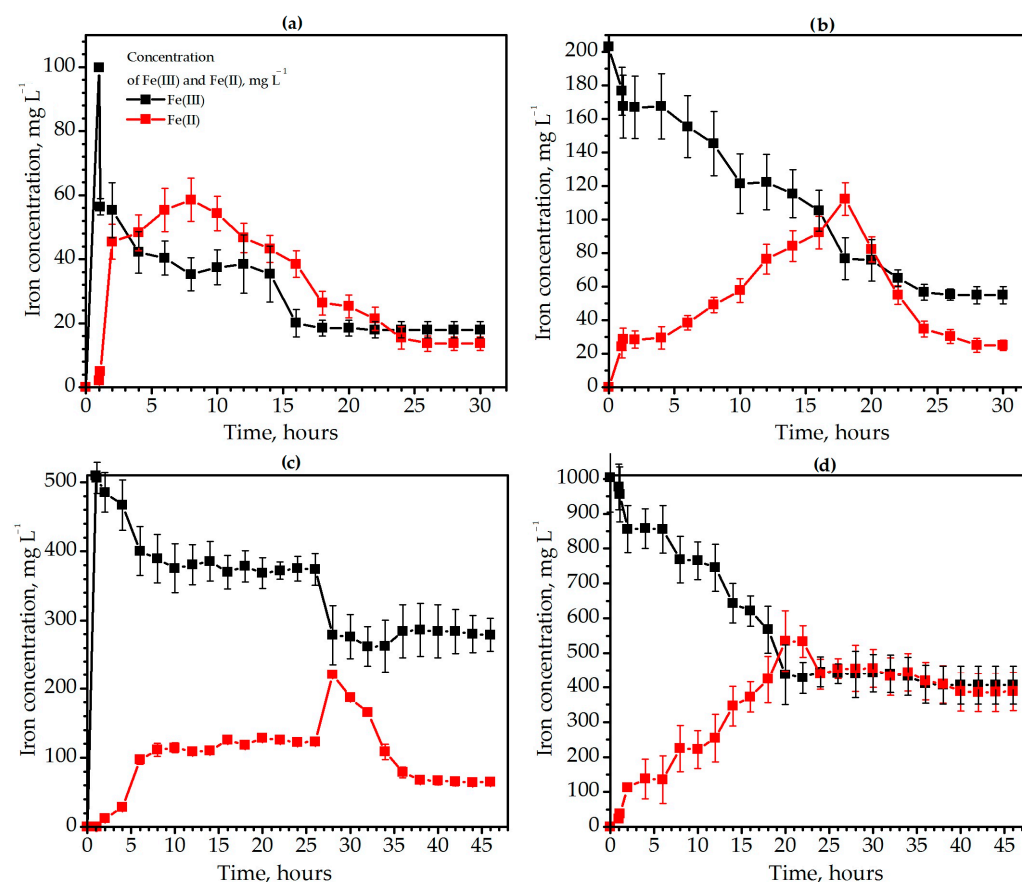 (a)
Iron concentration, mg L⁻¹
100
80
60
40
20
0
Concentration
of Fe(III) and Fe(II), mg L⁻¹
Fe(III)
Fe(II)
0 5 10 15 20 25 30
Time, hours
(b)
Iron concentration, mg L⁻¹
200
180
160
140
120
100
80
60
40
20
0
0 5 10 15 20 25 30
Time, hours
(c)
Iron concentration, mg L⁻¹
500
400
300
200
100
0
0 5 10 15 20 25 30 35 40 45
Time, hours
(d)
Iron concentration, mg L⁻¹
1000
900
800
700
600
500
400
300
200
100
0
0 5 10 15 20 25 30 35 40 45
Time, hours